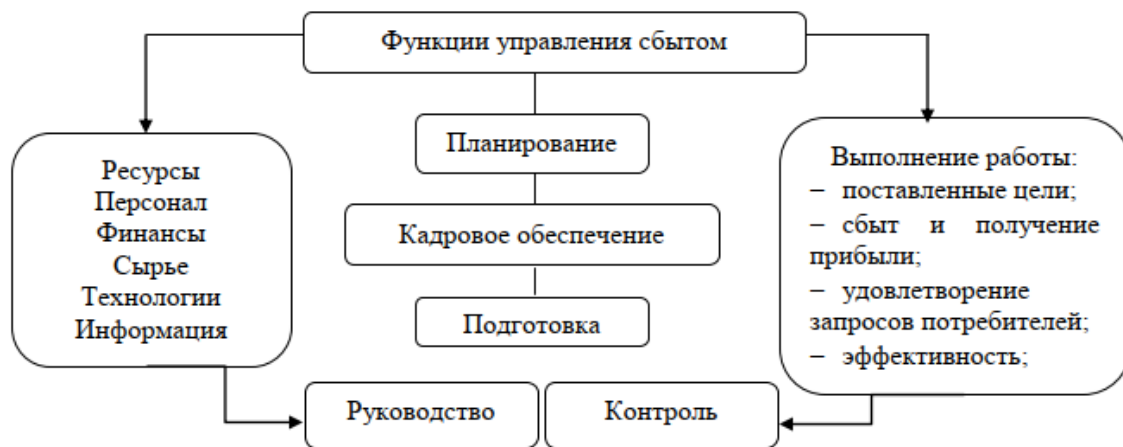 Функции управления сбытом
Ресурсы
Персонал
Финансы
Сырье
Технологии
Информация
Планирование
Кадровое обеспечение
Подготовка
Выполнение работы:
– поставленные цели;
– сбыт и получение
прибыли;
– удовлетворение
запросов потребителей;
– эффективность;
Руководство
Контроль